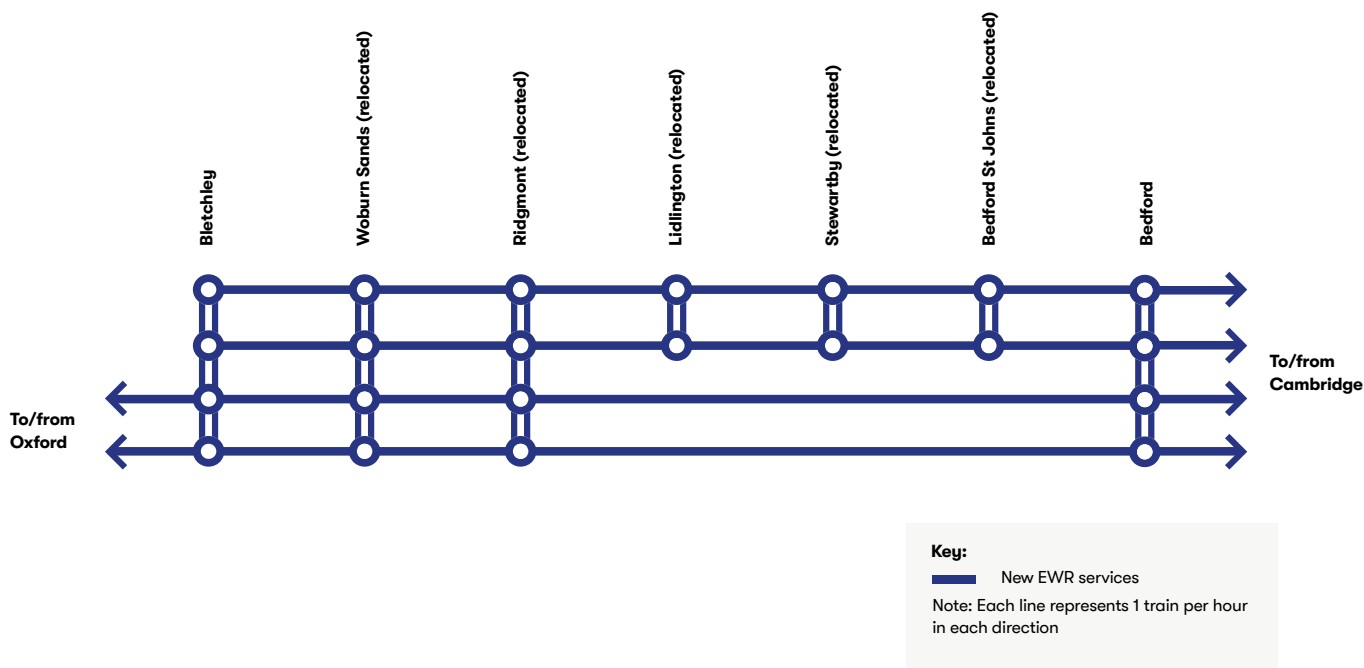 Bletchley
Woburn Sands (relocated)
Ridgmont (relocated)
Lidlington (relocated)
Stewartby (relocated)
Bedford St Johns (relocated)
Bedford
To/from
Oxford
To/from
Cambridge
Key:
New EWR services
Note: Each line represents 1 train per hour
in each direction